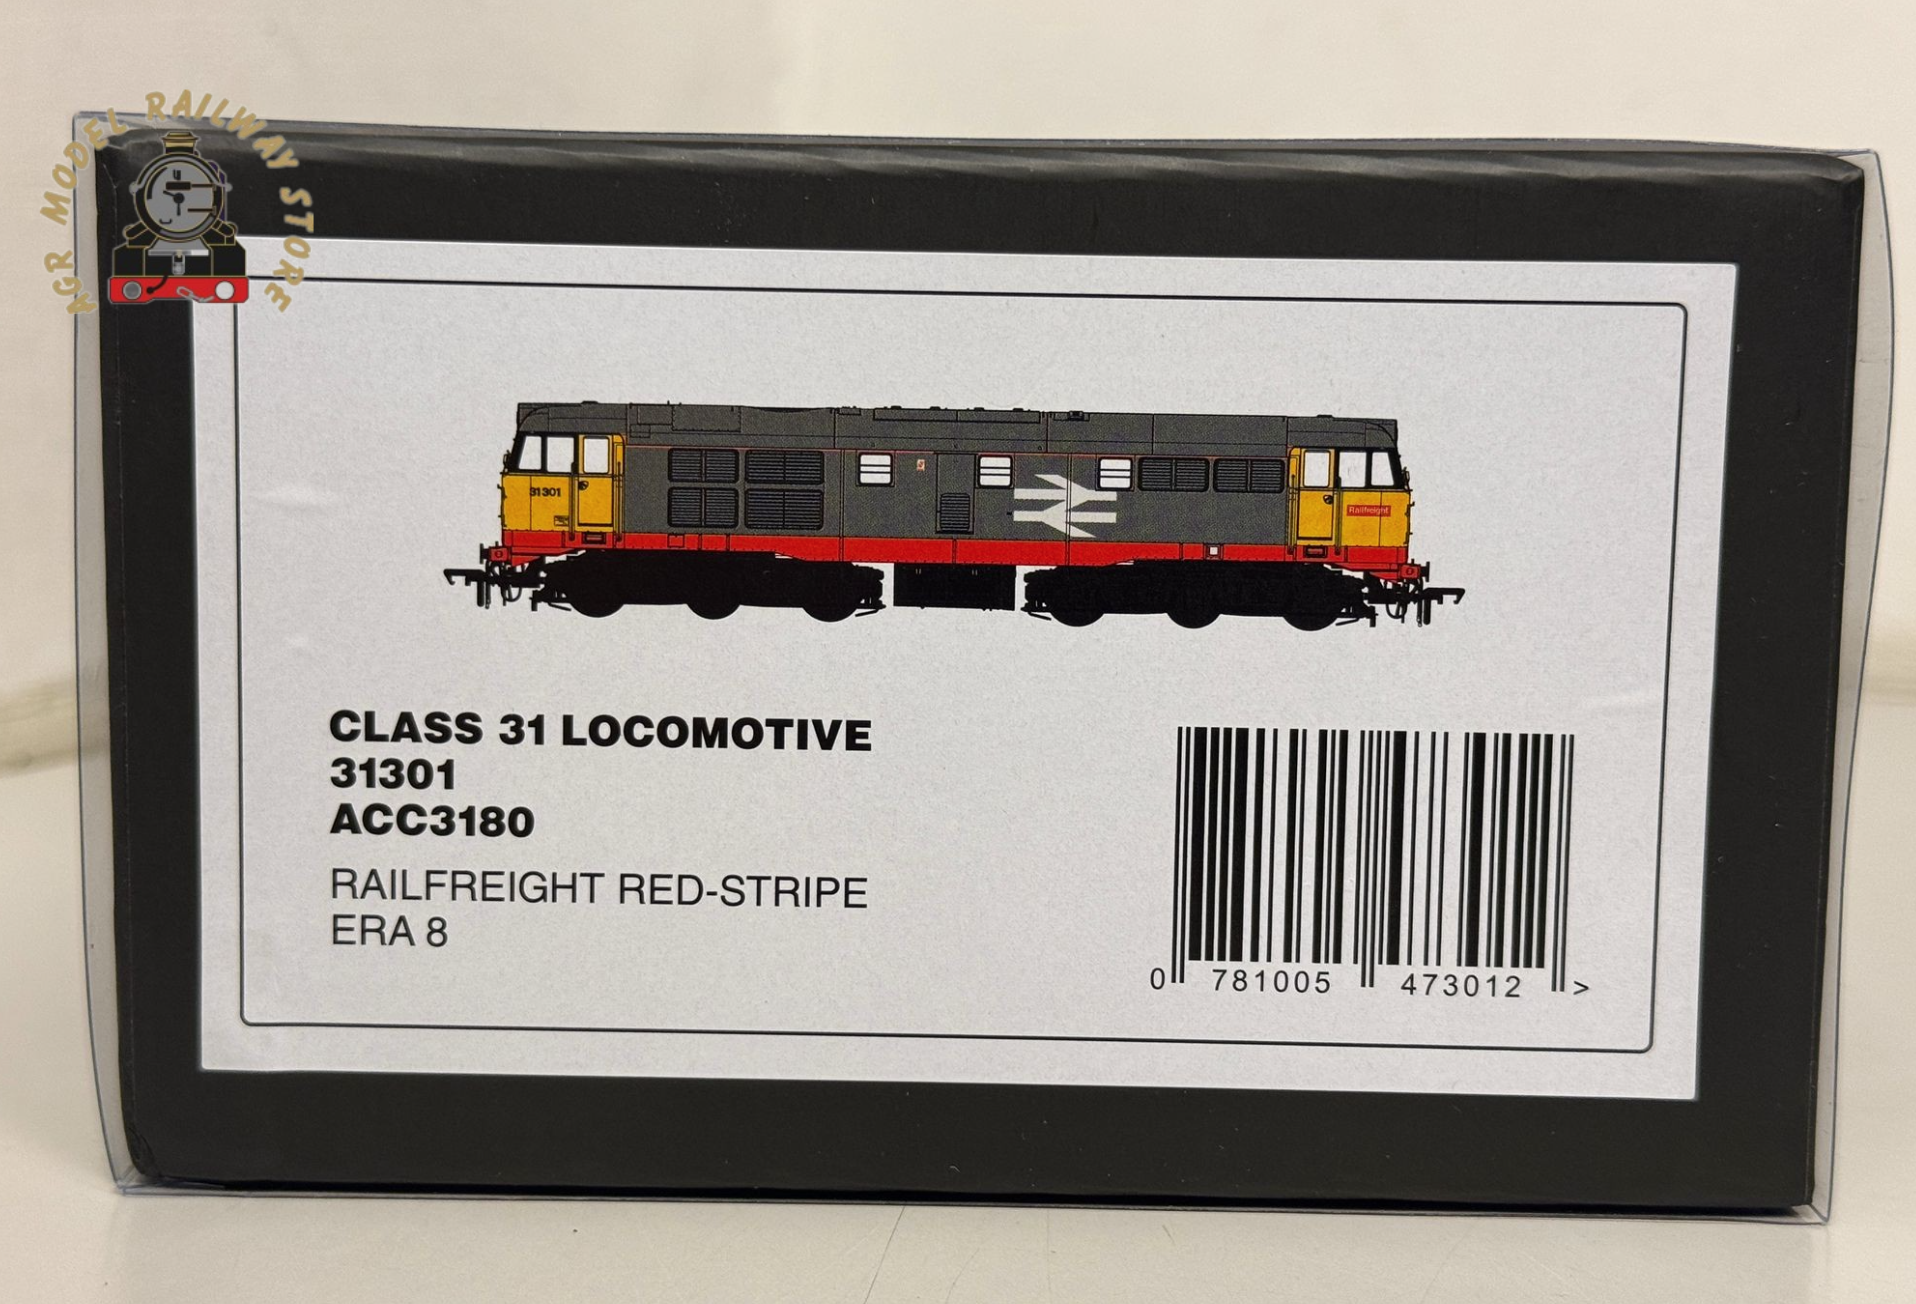 AGR MODEL RAILWAY STORE
31301
Railfreight
CLASS 31 LOCOMOTIVE
31301
ACC3180
RAILFREIGHT RED-STRIPE
ERA 8
0 781005 473012 >